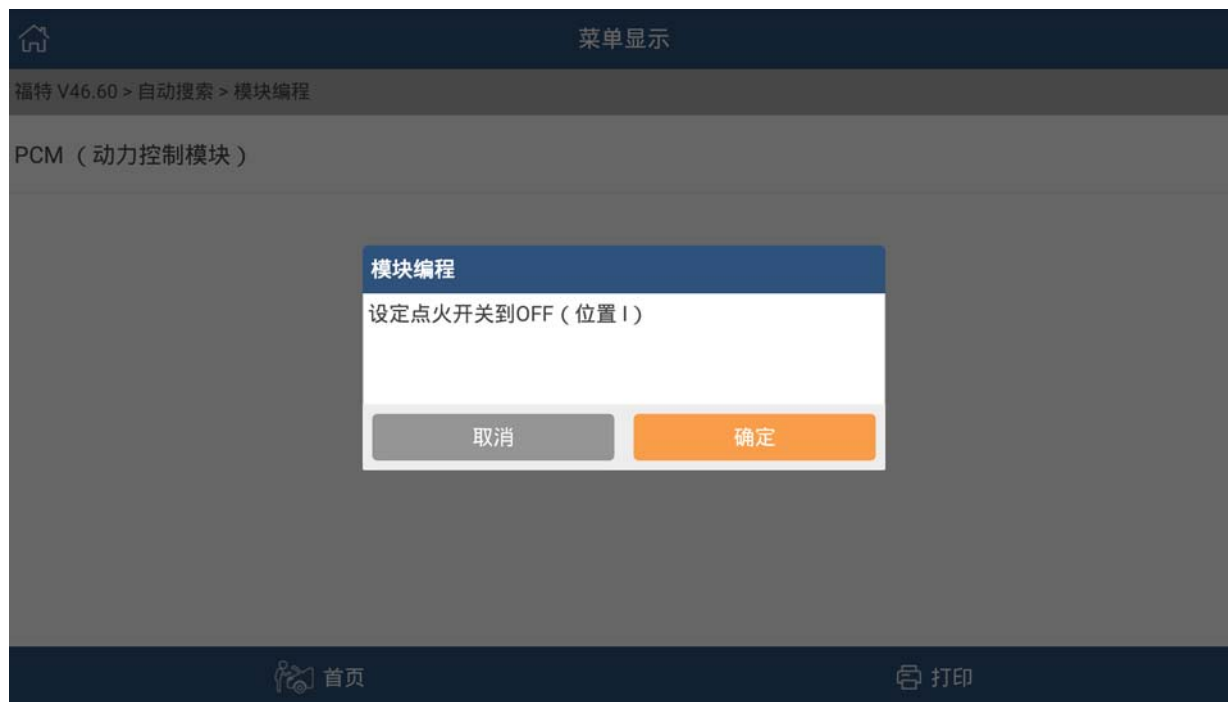 菜单显示
福特 V46.60 > 自动搜索 > 模块编程
PCM （动力控制模块）
模块编程
设定点火开关到OFF（位置 I）
取消
确定
首页
打印